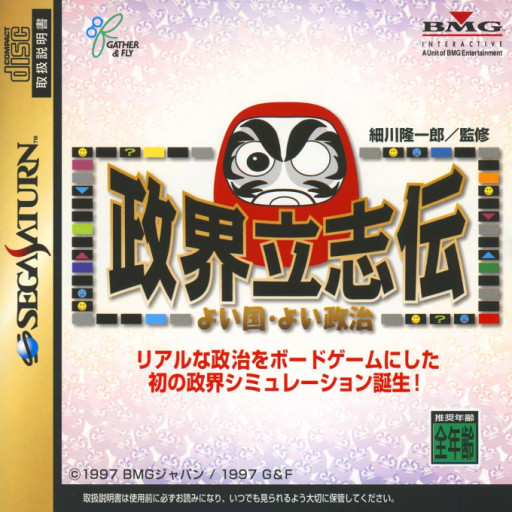 COMPACT
disc
取扱説明書
SEGA SATURN™
GATHER
& FLY
BMG
INTERACTIVE
A Unit of BMG Entertainment
細川隆一郎／監修
政界立志伝
よい国・よい政治
リアルな政治をボードゲームにした
初の政界シミュレーション誕生！
推奨年齢
全年齢
©1997 BMGジャパン / 1997 G&F
取扱説明書は使用前に必ずお読みになり、いつでも見られるよう大切に保管してください。